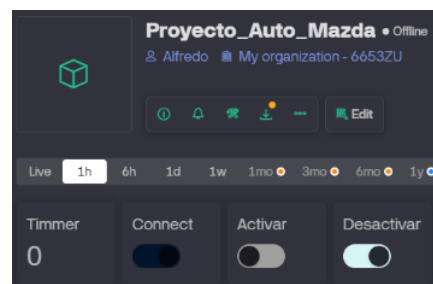 Proyecto_Auto_Mazda • Offline
Alfredo My organization - 6653ZU
Edit
Live 1h 6h 1d 1w 1mo 3mo 6mo 1y
Timmer Connect Activar Desactivar
0